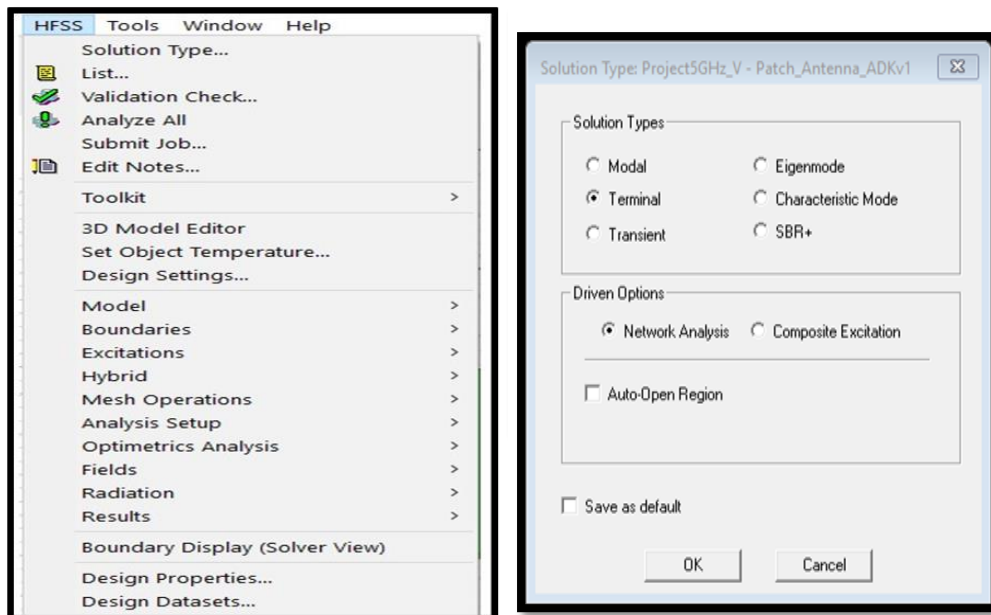 HFSS Tools Window Help
Solution Type...
List...
Validation Check...
Analyze All
Submit Job...
Edit Notes...
Toolkit >
3D Model Editor
Set Object Temperature...
Design Settings...
Model >
Boundaries >
Excitations >
Hybrid >
Mesh Operations >
Analysis Setup >
Optimetrics Analysis >
Fields >
Radiation >
Results >
Boundary Display (Solver View)
Design Properties...
Design Datasets...
Solution Type: Project5GHz_V - Patch_Antenna_ADKv1
Solution Types
Modal Eigenmode
Terminal Characteristic Mode
Transient SBR+
Driven Options
Network Analysis Composite Excitation
Auto-Open Region
Save as default
OK Cancel